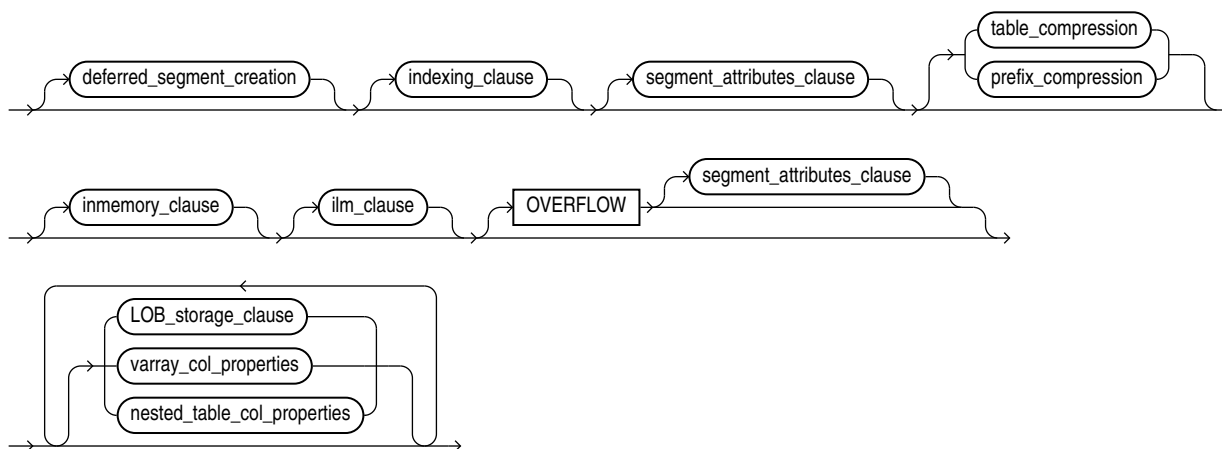 deferred_segment_creation indexing_clause segment_attributes_clause table_compression
prefix_compression
inmemory_clause ilm_clause OVERFLOW segment_attributes_clause
LOB_storage_clause
varray_col_properties
nested_table_col_properties